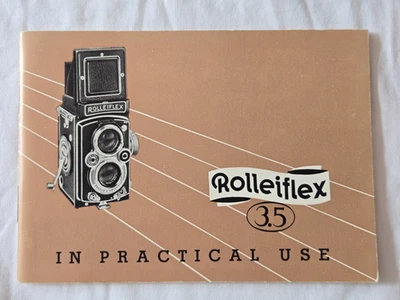 ROLLEIFLEX
Rolleiflex
3.5
IN PRACTICAL USE